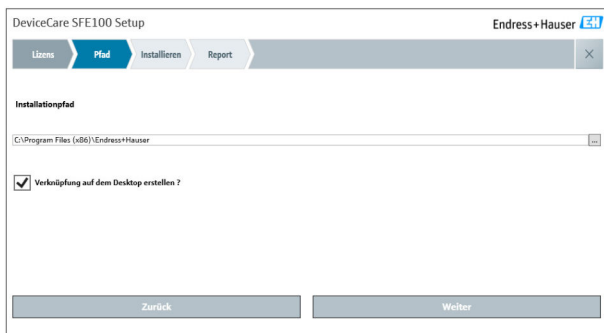 DeviceCare SFE100 Setup
Endress+Hauser EH
Lizens Pfad Installieren Report
Installationpfad
C:\Program Files (x86)\Endress+Hauser
...
Verknüpfung auf dem Desktop erstellen ?
Zurück Weiter